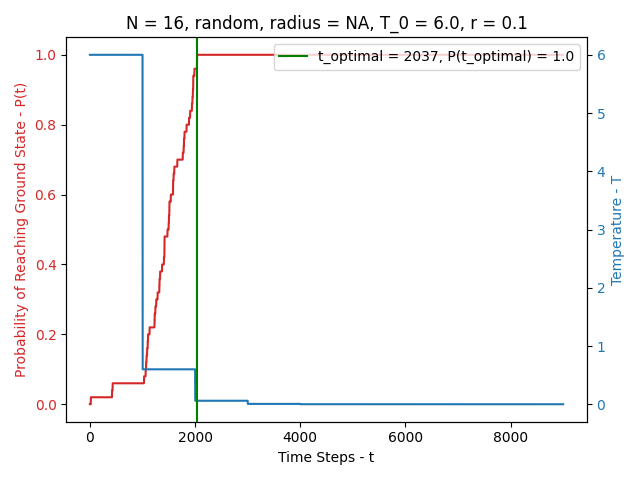 N = 16, random, radius = NA, T_0 = 6.0, r = 0.1
t_optimal = 2037, P(t_optimal) = 1.0
Probability of Reaching Ground State - P(t)
1.0
0.8
0.6
0.4
0.2
0.0
6
5
4
3
2
1
0
Temperature - T
0 2000 4000 6000 8000
Time Steps - t